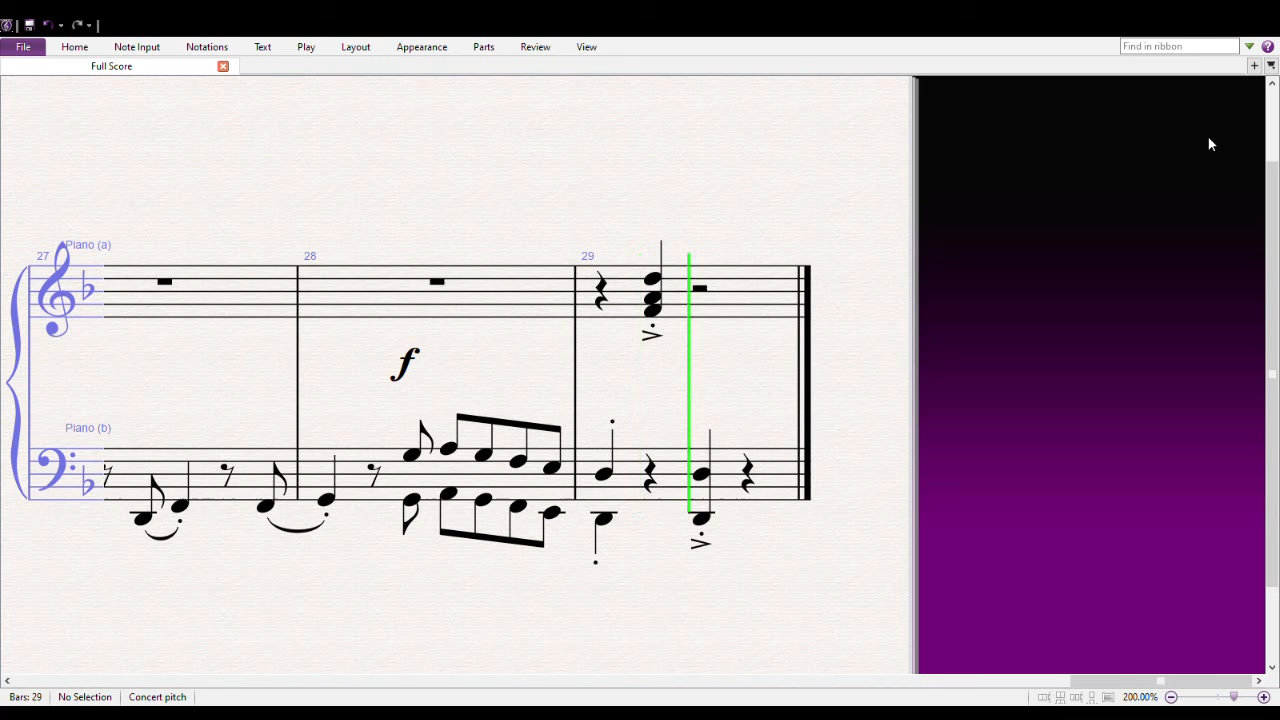 File Home Note Input Notations Text Play Layout Appearance Parts Review View Find in ribbon
Full Score
Piano (a)
27 28 29
f
Piano (b)
Bars: 29 No Selection Concert pitch 200.00%